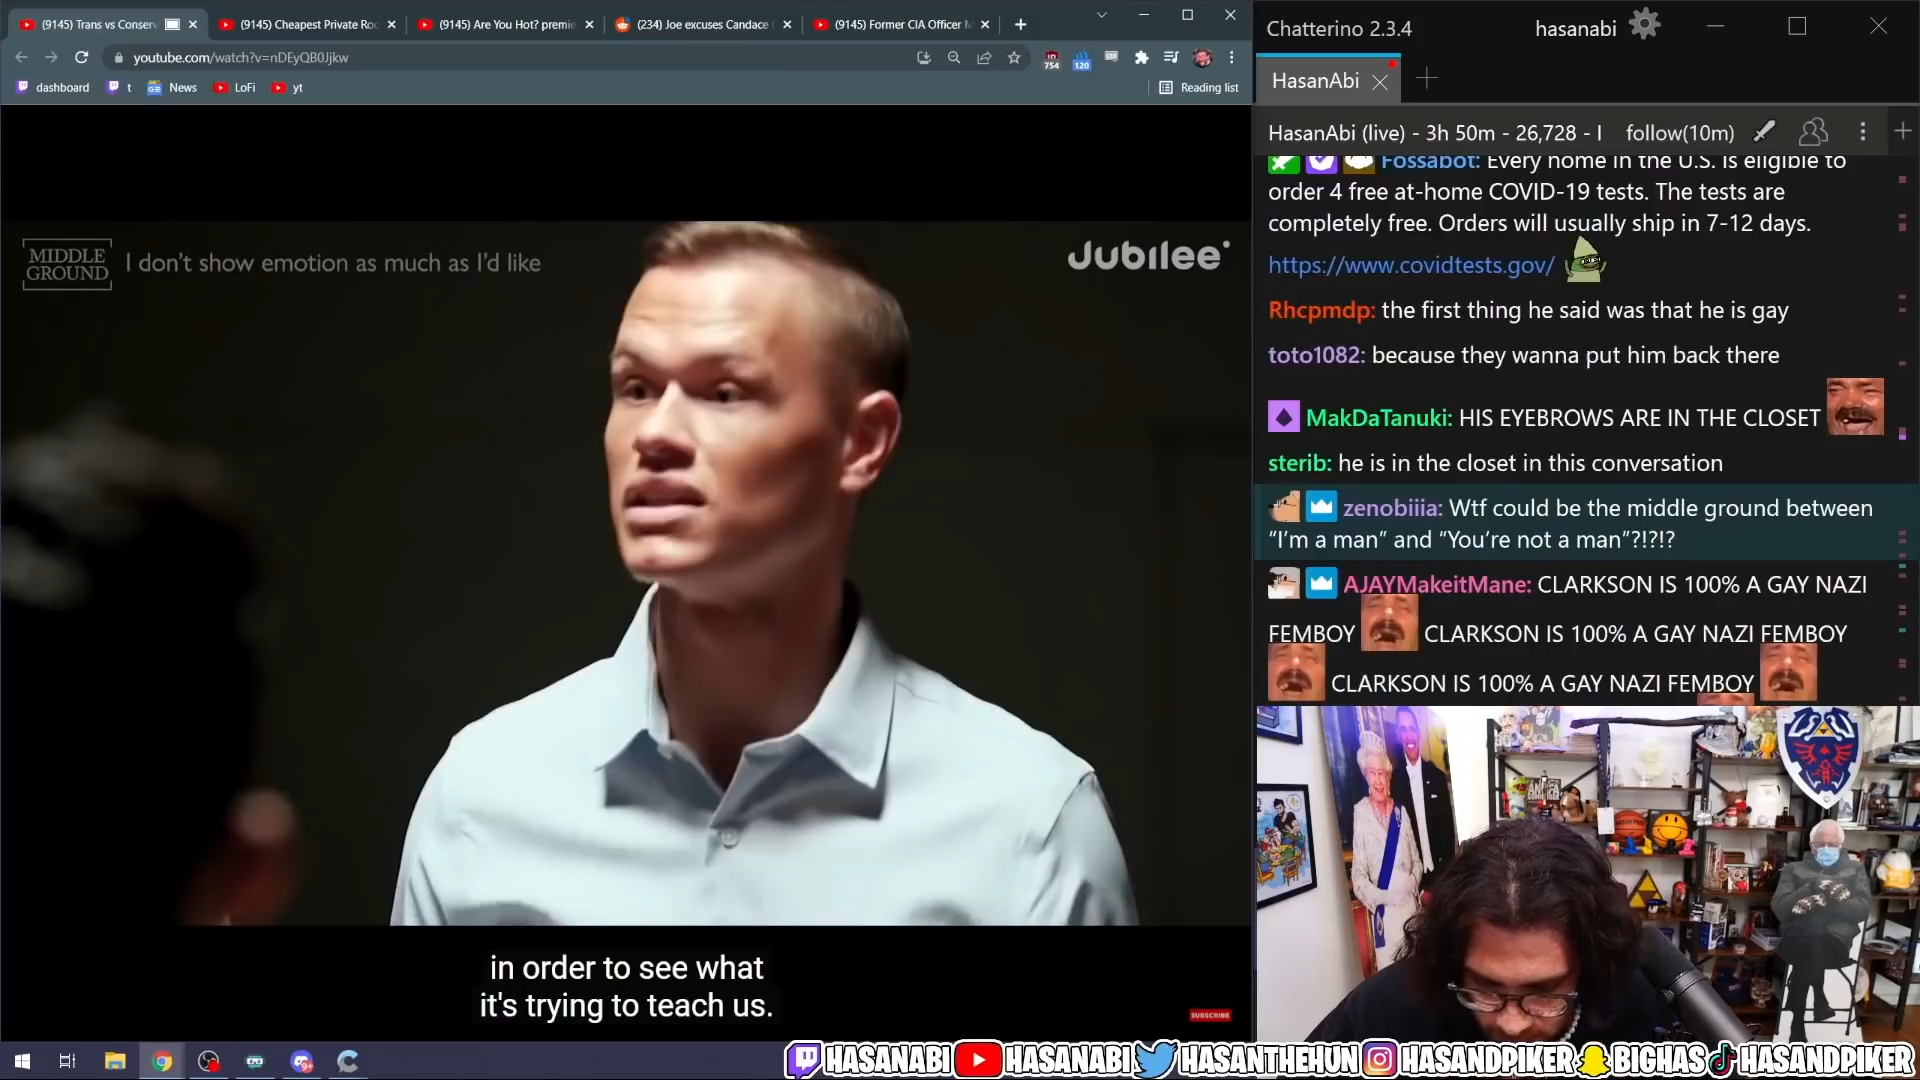 (9145) Trans vs Conserv
(9145) Cheapest Private Roc
(9145) Are You Hot? premie
(234) Joe excuses Candace
(9145) Former CIA Officer
youtube.com/watch?v=nDEyQB0Jjkw
754
120
dashboard
t
News
LoFi
yt
Reading list
MIDDLE
GROUND
I don't show emotion as much as I'd like
Jubilee
in order to see what
it's trying to teach us.
SUBSCRIBE
Chatterino 2.3.4
hasanabi
HasanAbi
HasanAbi (live) - 3h 50m - 26,728 - I
follow(10m)
Fossabot: Every home in the U.S. is eligible to
order 4 free at-home COVID-19 tests. The tests are
completely free. Orders will usually ship in 7-12 days.
https://www.covidtests.gov/
Rhcpmdp: the first thing he said was that he is gay
toto1082: because they wanna put him back there
MakDaTanuki: HIS EYEBROWS ARE IN THE CLOSET
sterib: he is in the closet in this conversation
zenobiiia: Wtf could be the middle ground between
“I’m a man” and “You’re not a man”?!?!?
AJAYMakeitMane: CLARKSON IS 100% A GAY NAZI
FEMBOY CLARKSON IS 100% A GAY NAZI FEMBOY
CLARKSON IS 100% A GAY NAZI FEMBOY
HASANABI HASANABI HASANTHEHUN HASANDPIKER BIGHAS HASANDPIKER